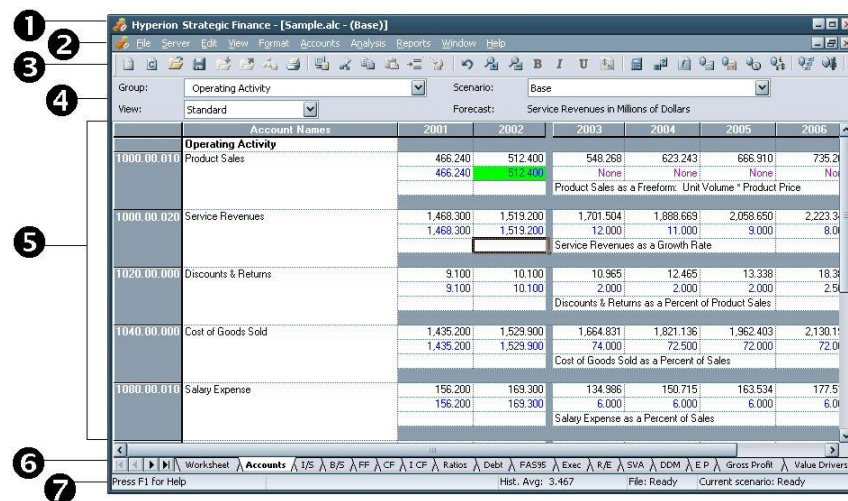 1 Hyperion Strategic Finance - [Sample.alc - (Base)]
2 File Server Edit View Format Accounts Analysis Reports Window Help
3 B I U
4 Group: Operating Activity Scenario: Base
View: Standard Forecast: Service Revenues in Millions of Dollars
5
Account Names 2001 2002 2003 2004 2005 2006
Operating Activity
1000.00.010 Product Sales 466.240 512.400 548.268 623.243 666.910
466.240 512.400 None None None
Product Sales as a Freeform: Unit Volume * Product Price
1000.00.020 Service Revenues 1,468.300 1,519.200 1,701.504 1,888.669 2,058.650
1,468.300 1,519.200 12.000 11.000 9.000
Service Revenues as a Growth Rate
1020.00.000 Discounts & Returns 9.100 10.100 10.965 12.465 13.338
9.100 10.100 2.000 2.000 2.000
Discounts & Returns as a Percent of Product Sales
1040.00.000 Cost of Goods Sold 1,435.200 1,529.900 1,664.831 1,821.136 1,962.403
1,435.200 1,529.900 74.000 72.500 72.000
Cost of Goods Sold as a Percent of Sales
1080.00.010 Salary Expense 156.200 169.300 134.986 150.715 163.534
156.200 169.300 6.000 6.000 6.000
Salary Expense as a Percent of Sales
6 Worksheet Accounts I/S B/S FF CF I CF Ratios Debt FAS95 Exec R/E SVA DDM E P Gross Profit Value Drivers
7 Press F1 for Help Hist. Avg: 3.467 File: Ready Current scenario: Ready